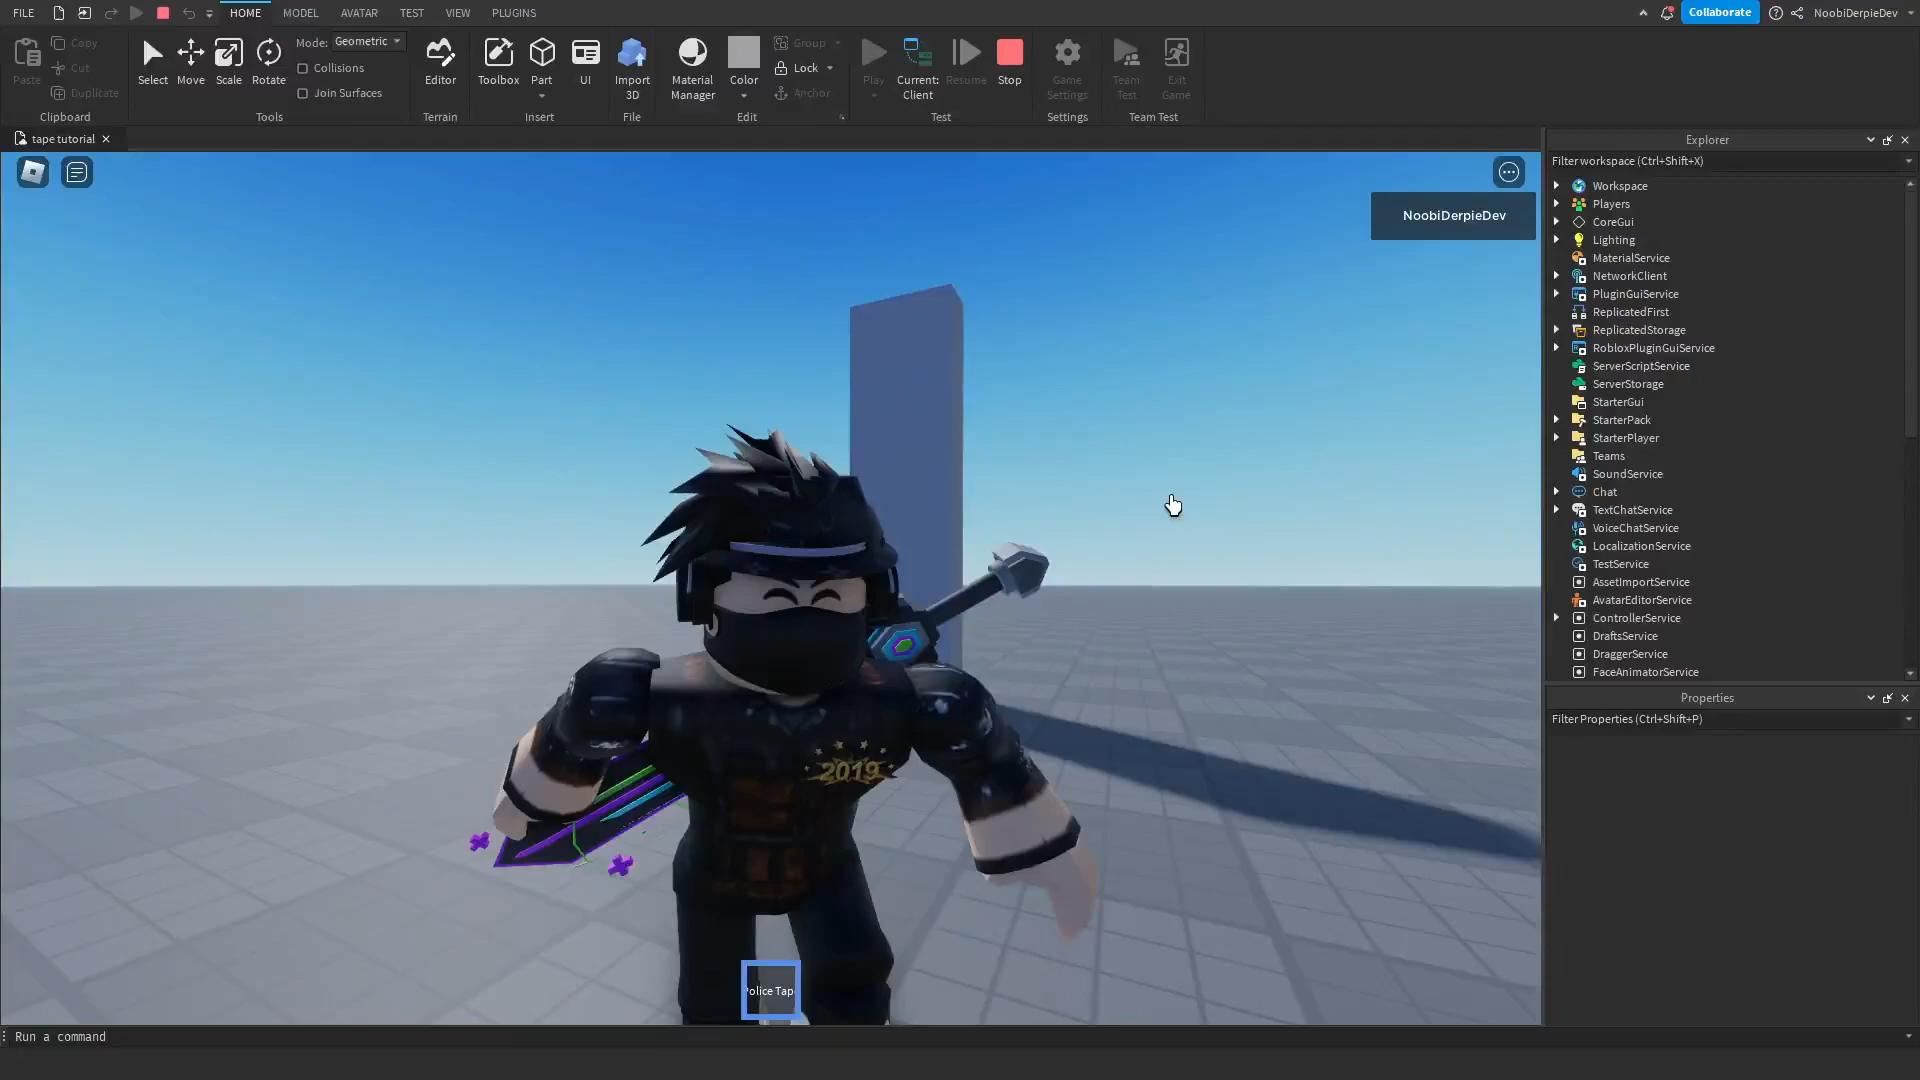 FILE HOME MODEL AVATAR TEST VIEW PLUGINS Collaborate NoobiDerpieDev
Paste Copy Cut Duplicate
Clipboard
Select Move Scale Rotate
Mode: Geometric
Collisions
Join Surfaces
Tools
Editor
Terrain
Toolbox Part UI
Insert
Import
3D
File
Material
Manager
Color
Group
Lock
Anchor
Edit
Play
Current:
Client
Resume Stop
Test
Game
Settings
Settings
Team
Test
Exit
Game
Team Test
tape tutorial
NoobiDerpieDev
2019
olice Tap
Explorer
Filter workspace (Ctrl+Shift+X)
Workspace
Players
CoreGui
Lighting
MaterialService
NetworkClient
PluginGuiService
ReplicatedFirst
ReplicatedStorage
RobloxPluginGuiService
ServerScriptService
ServerStorage
StarterGui
StarterPack
StarterPlayer
Teams
SoundService
Chat
TextChatService
VoiceChatService
LocalizationService
TestService
AssetImportService
AvatarEditorService
ControllerService
DraftsService
DraggerService
FaceAnimatorService
Properties
Filter Properties (Ctrl+Shift+P)
Run a command